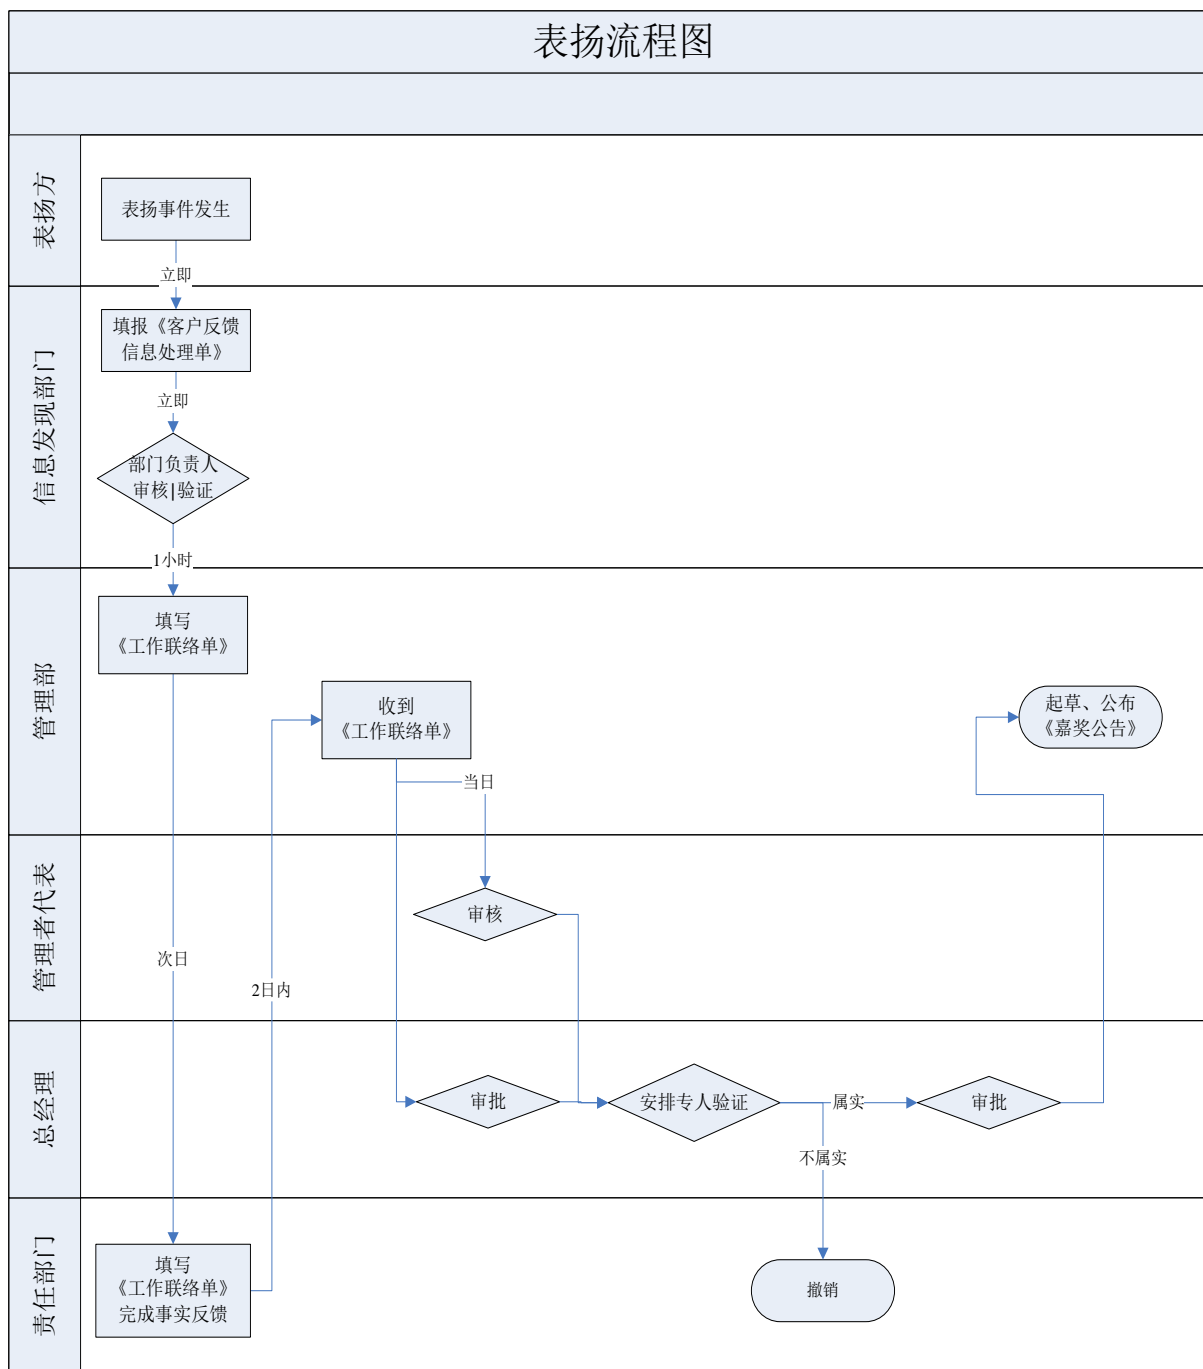 表扬流程图
表扬方
表扬事件发生
立即
信息发现部门
填报《客户反馈
信息处理单》
立即
部门负责人
审核|验证
1小时
管理部
填写
《工作联络单》
收到
《工作联络单》
起草、公布
《嘉奖公告》
当日
管理者代表
审核
次日
2日内
总经理
审批
安排专人验证
属实
审批
不属实
责任部门
填写
《工作联络单》
完成事实反馈
撤销